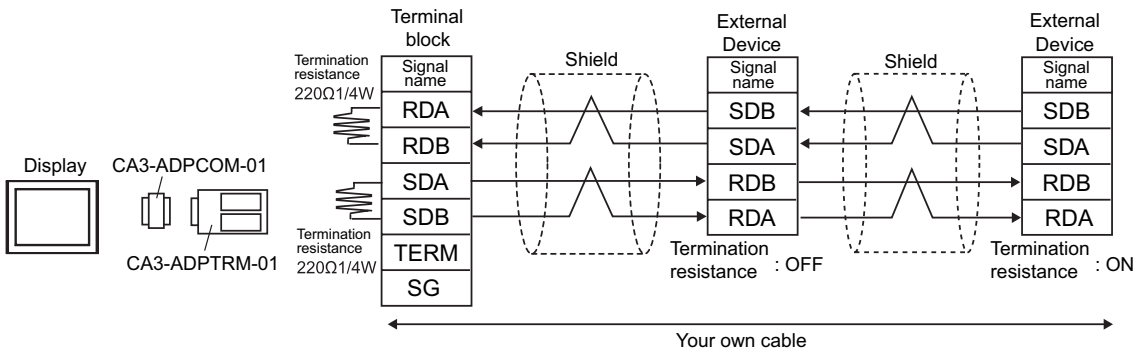 Display
CA3-ADPCOM-01
CA3-ADPTRM-01
Termination
resistance
220Ω1/4W
Termination
resistance
220Ω1/4W
Terminal
block
Signal
name
RDA
RDB
SDA
SDB
TERM
SG
Shield
External
Device
Signal
name
SDB
SDA
RDB
RDA
Termination
resistance : OFF
Shield
External
Device
Signal
name
SDB
SDA
RDB
RDA
Termination
resistance : ON
Your own cable